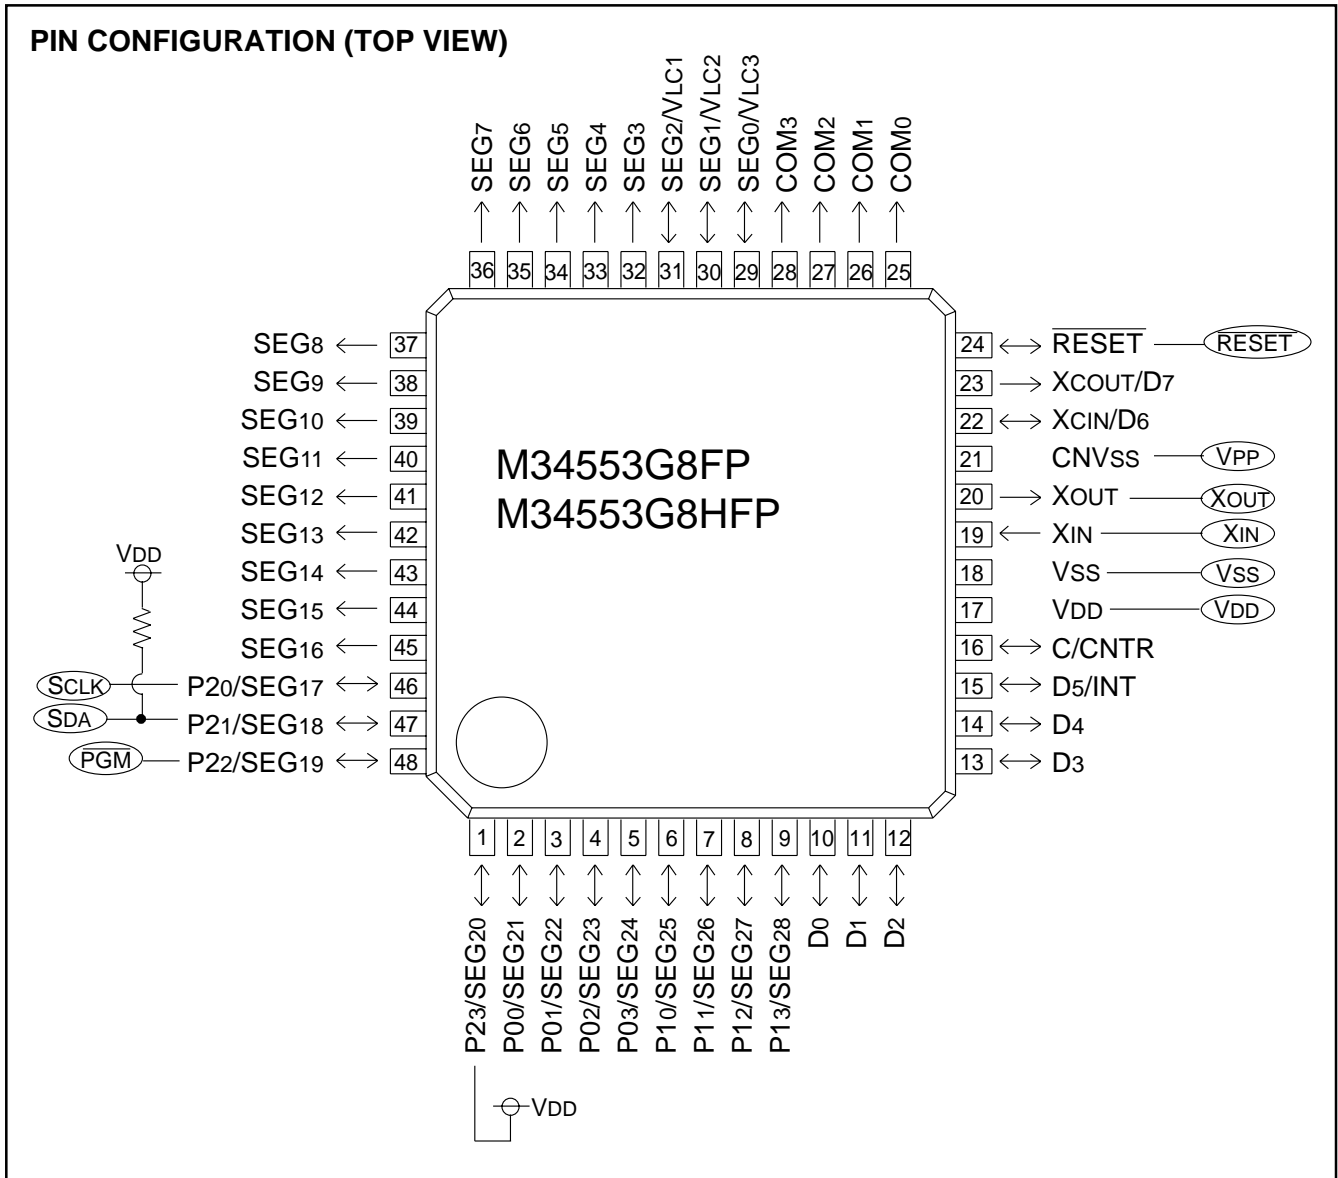 PIN CONFIGURATION (TOP VIEW)
SEG7
SEG6
SEG5
SEG4
SEG3
SEG2/VLC1
SEG1/VLC2
SEG0/VLC3
COM3
COM2
COM1
COM0
36 35 34 33 32 31 30 29 28 27 26 25
SEG8 37
SEG9 38
SEG10 39
SEG11 40
SEG12 41
SEG13 42
SEG14 43
SEG15 44
SEG16 45
SCLK P20/SEG17 46
SDA P21/SEG18 47
PGM P22/SEG19 48
VDD
M34553G8FP
M34553G8HFP
24 RESET RESET
23 XCOUT/D7
22 XCIN/D6
21 CNVSS VPP
20 XOUT XOUT
19 XIN XIN
18 VSS VSS
17 VDD VDD
16 C/CNTR
15 D5/INT
14 D4
13 D3
1 2 3 4 5 6 7 8 9 10 11 12
P23/SEG20
P00/SEG21
P01/SEG22
P02/SEG23
P03/SEG24
P10/SEG25
P11/SEG26
P12/SEG27
P13/SEG28
D0
D1
D2
VDD